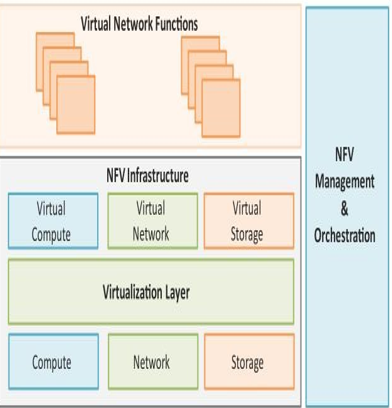 Virtual Network Functions
NFV Infrastructure
Virtual
Compute
Virtual
Network
Virtual
Storage
Virtualization Layer
Compute
Network
Storage
NFV
Management
&
Orchestration